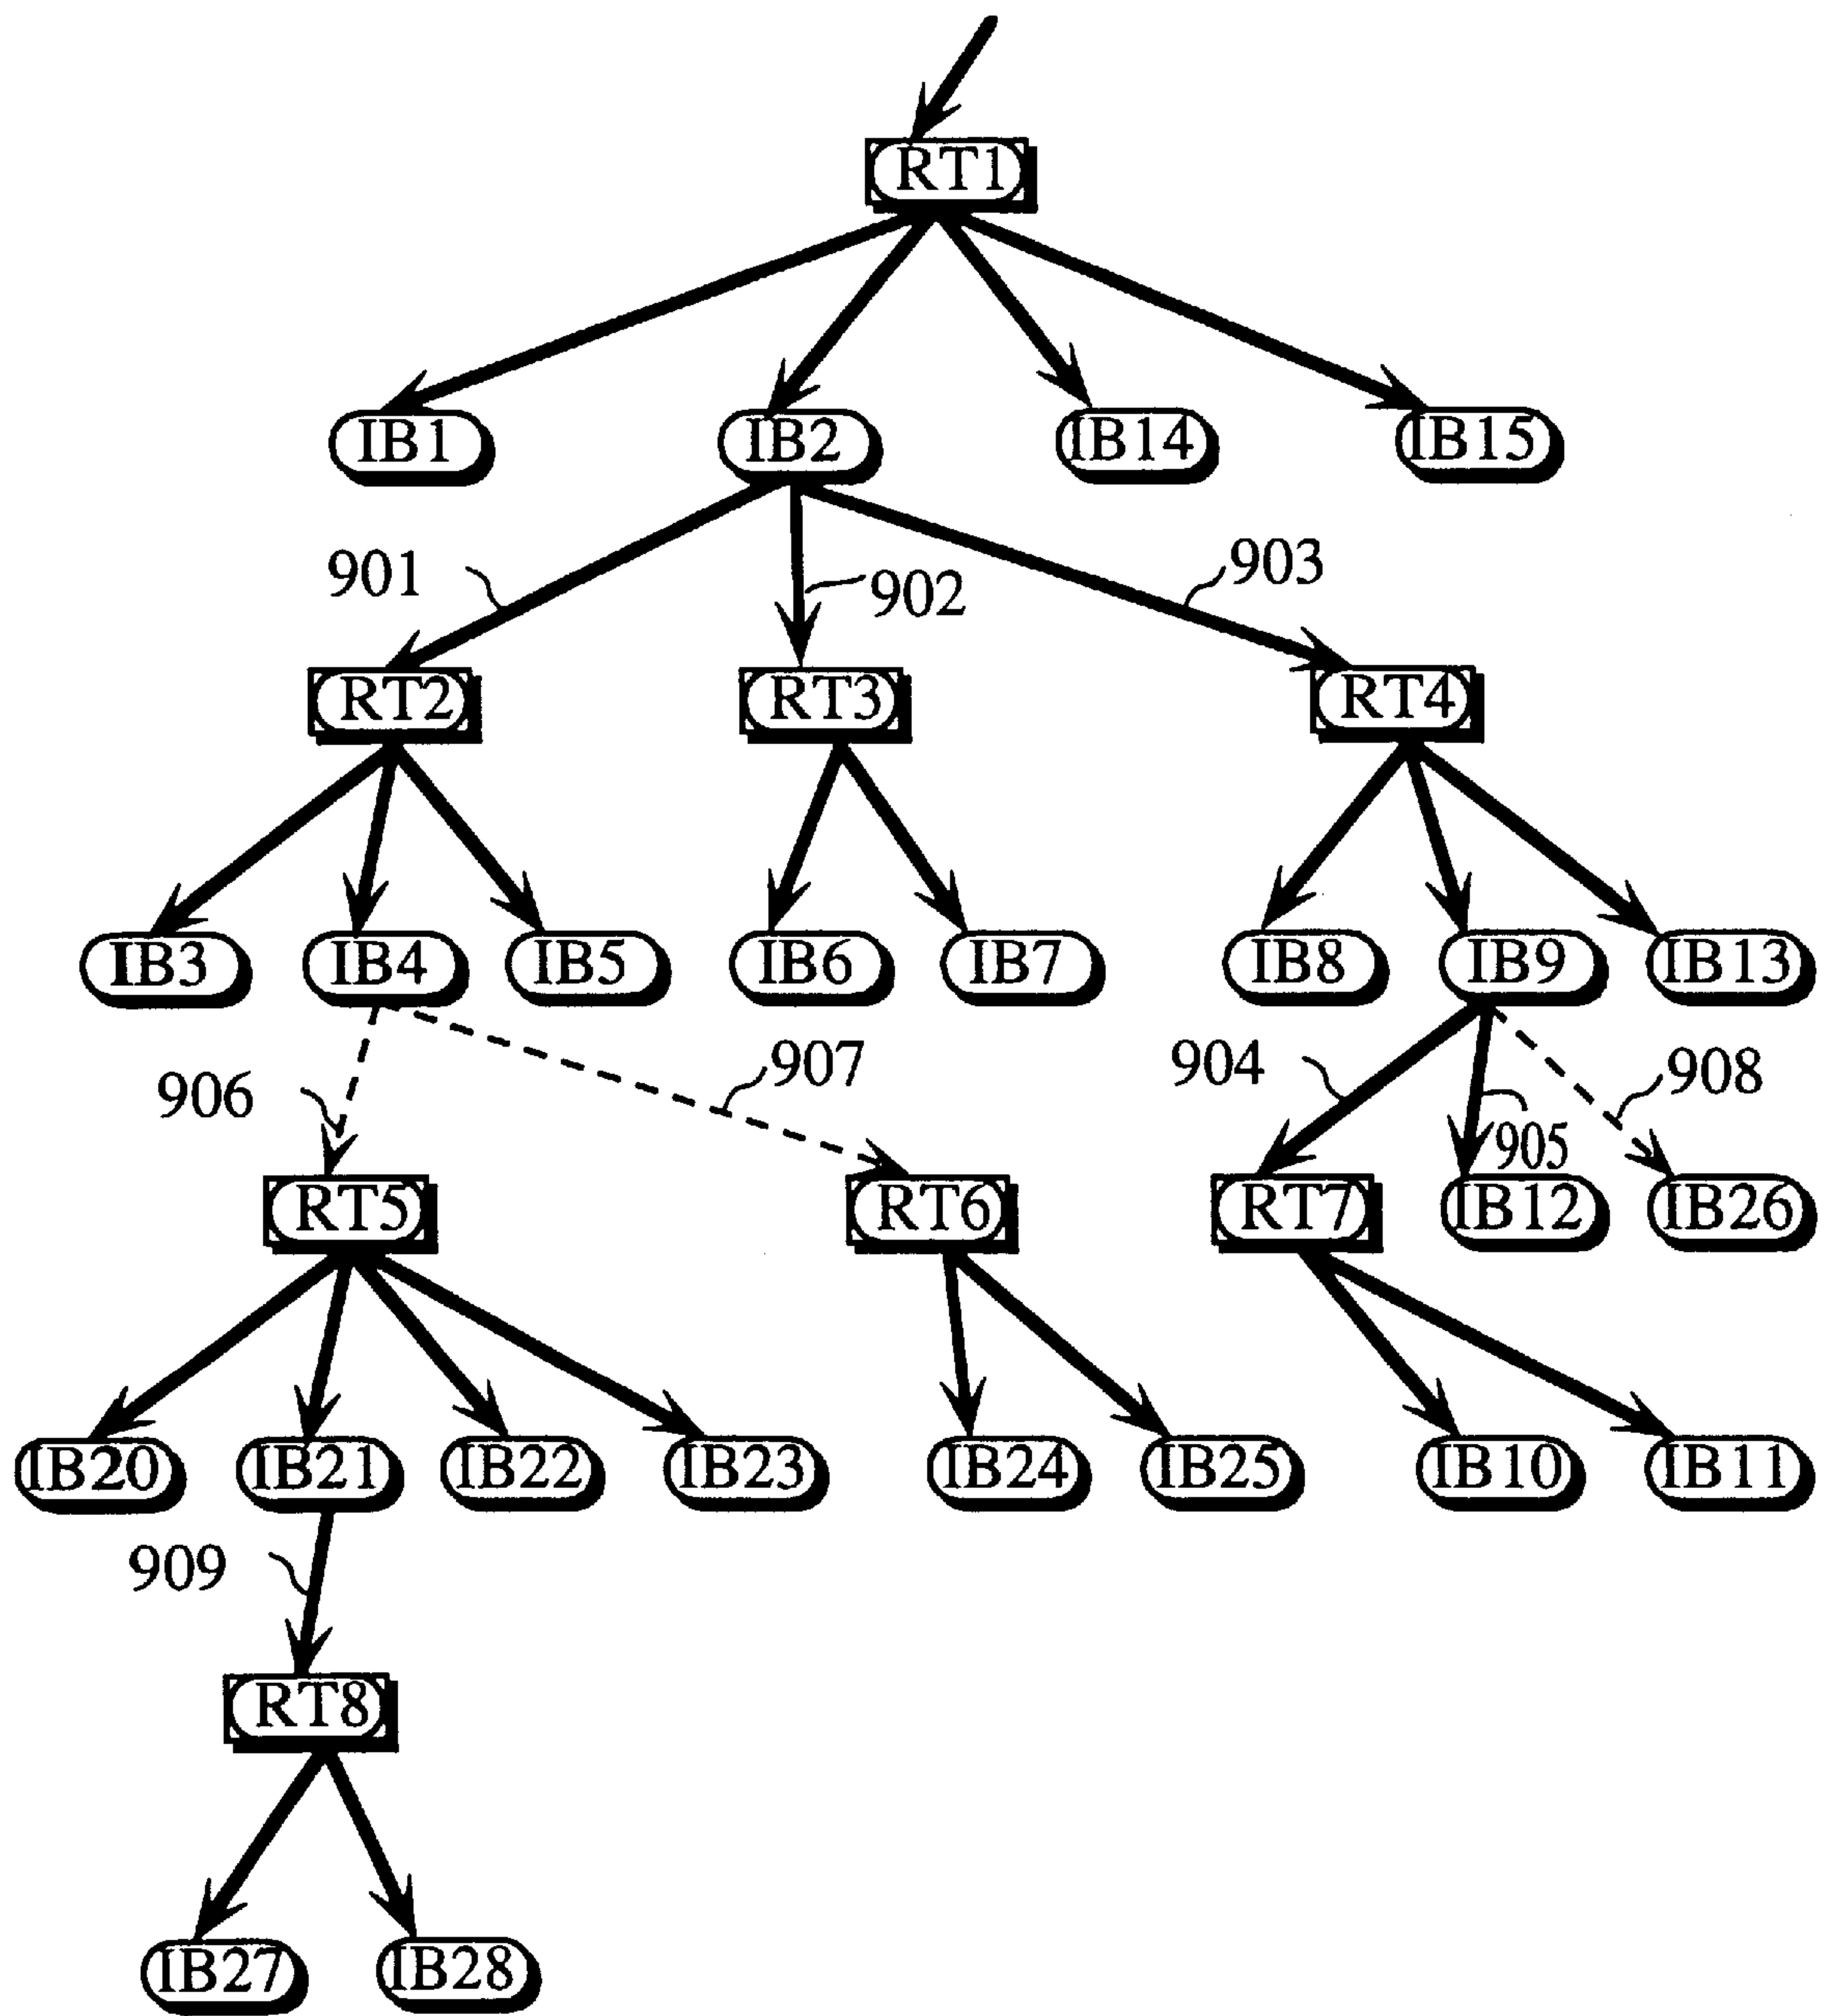 RT1
IB1 IB2 IB14 IB15
901 902 903
RT2 RT3 RT4
IB3 IB4 IB5 IB6 IB7 IB8 IB9 IB13
906 907 904 905 908
RT5 RT6 RT7 IB12 IB26
IB20 IB21 IB22 IB23 IB24 IB25 IB10 IB11
909
RT8
IB27 IB28